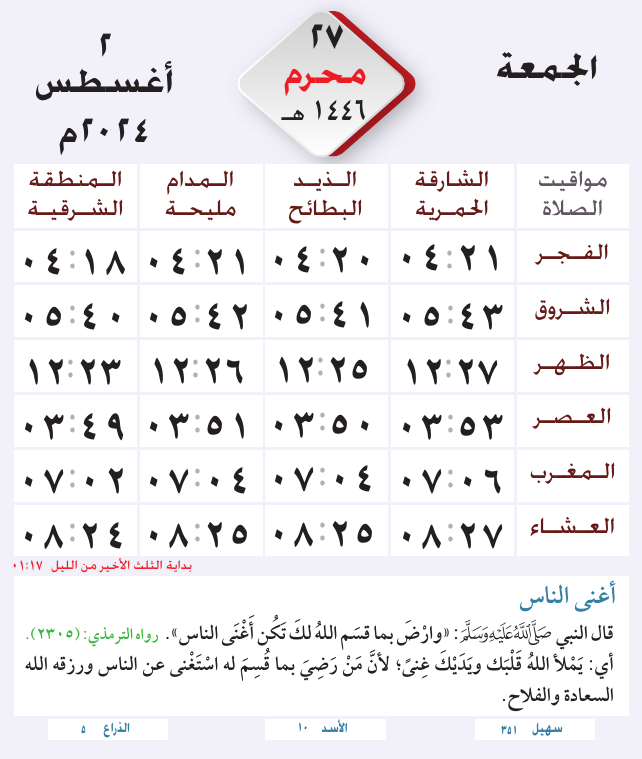 الجمعة
٢٧
محرم
١٤٤٦ هـ
٢
أغسطس
٢٠٢٤م
مواقيت الصلاة | الشارقة الحمرية | الذيد البطائح | المدام مليحة | المنطقة الشرقية
الفجر ٠٤:٢١ ٠٤:٢٠ ٠٤:٢١ ٠٤:١٨
الشروق ٠٥:٤٣ ٠٥:٤١ ٠٥:٤٢ ٠٥:٤٠
الظهر ١٢:٢٧ ١٢:٢٥ ١٢:٢٦ ١٢:٢٣
العصر ٠٣:٥٣ ٠٣:٥٠ ٠٣:٥١ ٠٣:٤٩
المغرب ٠٧:٠٦ ٠٧:٠٤ ٠٧:٠٤ ٠٧:٠٢
العشاء ٠٨:٢٧ ٠٨:٢٥ ٠٨:٢٥ ٠٨:٢٤
بداية الثلث الأخير من الليل ٠١:١٧
أغنى الناس
قال النبي ﷺ: «وارْضَ بما قسَم اللهُ لكَ تَكُن أَغْنَى الناس». رواه الترمذي: (٢٣٠٥).
أي: يَمْلأ اللهُ قَلْبَك ويَدَيْكَ غِنىً؛ لأنَّ مَنْ رَضِيَ بما قُسِمَ له اسْتَغْنى عن الناس ورزقه الله
السعادة والفلاح.
سهيل ٣٥١ الأسد ١٠ الذراع ٥